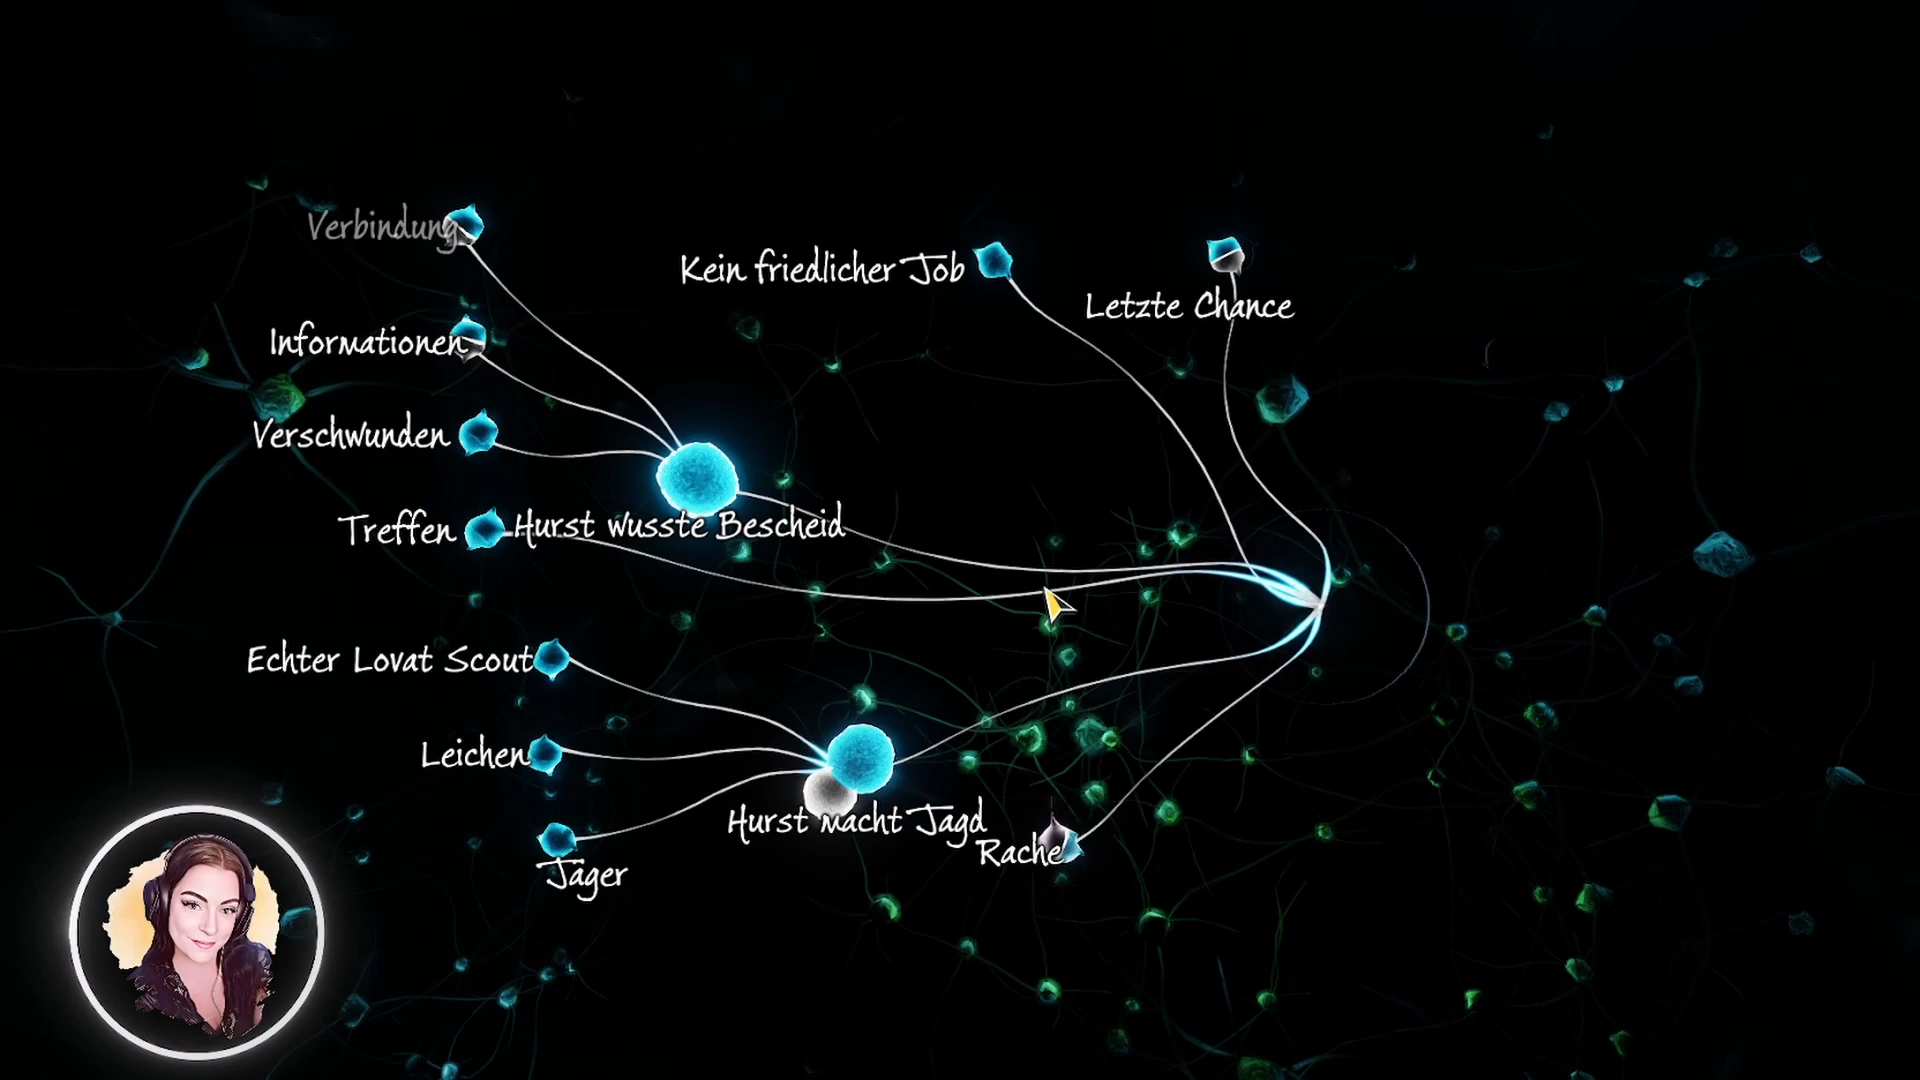 Verbindung
Kein friedlicher Job
Letzte Chance
Informationen
Verschwunden
Treffen
Hurst wusste Bescheid
Echter Lovat Scout
Leichen
Hurst macht Jagd
Rache
Jäger